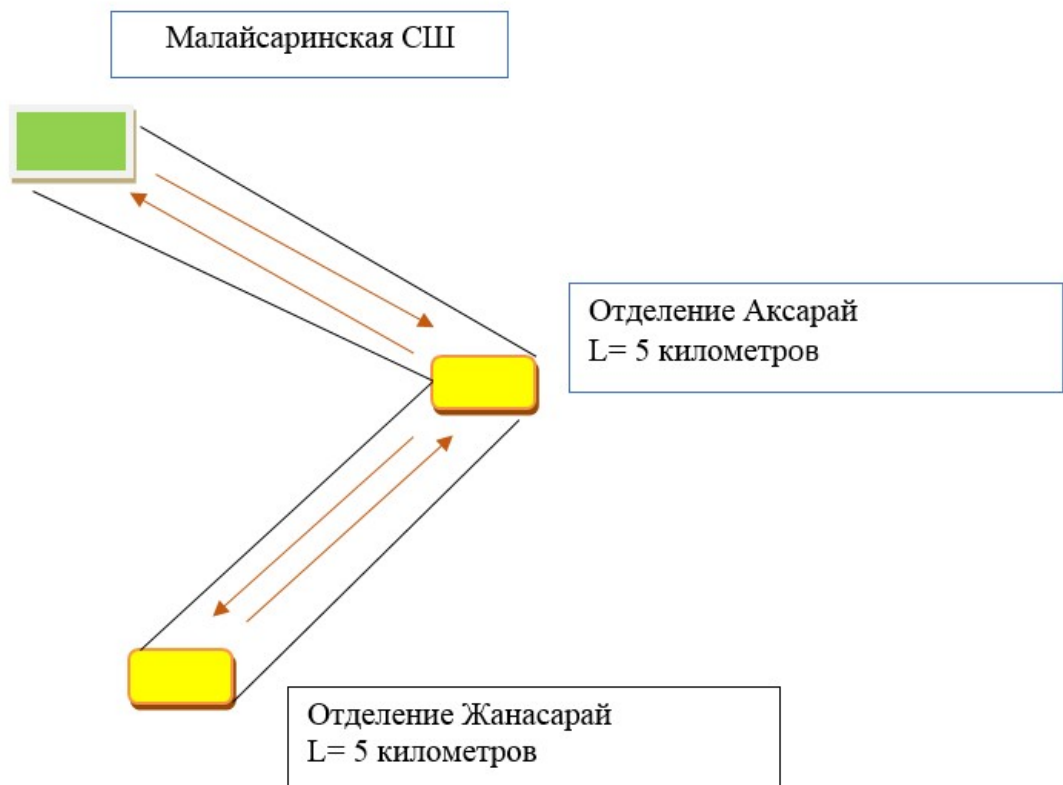 Малайсаринская СШ
Отделение Аксарай
L= 5 километров
Отделение Жанасарай
L= 5 километров